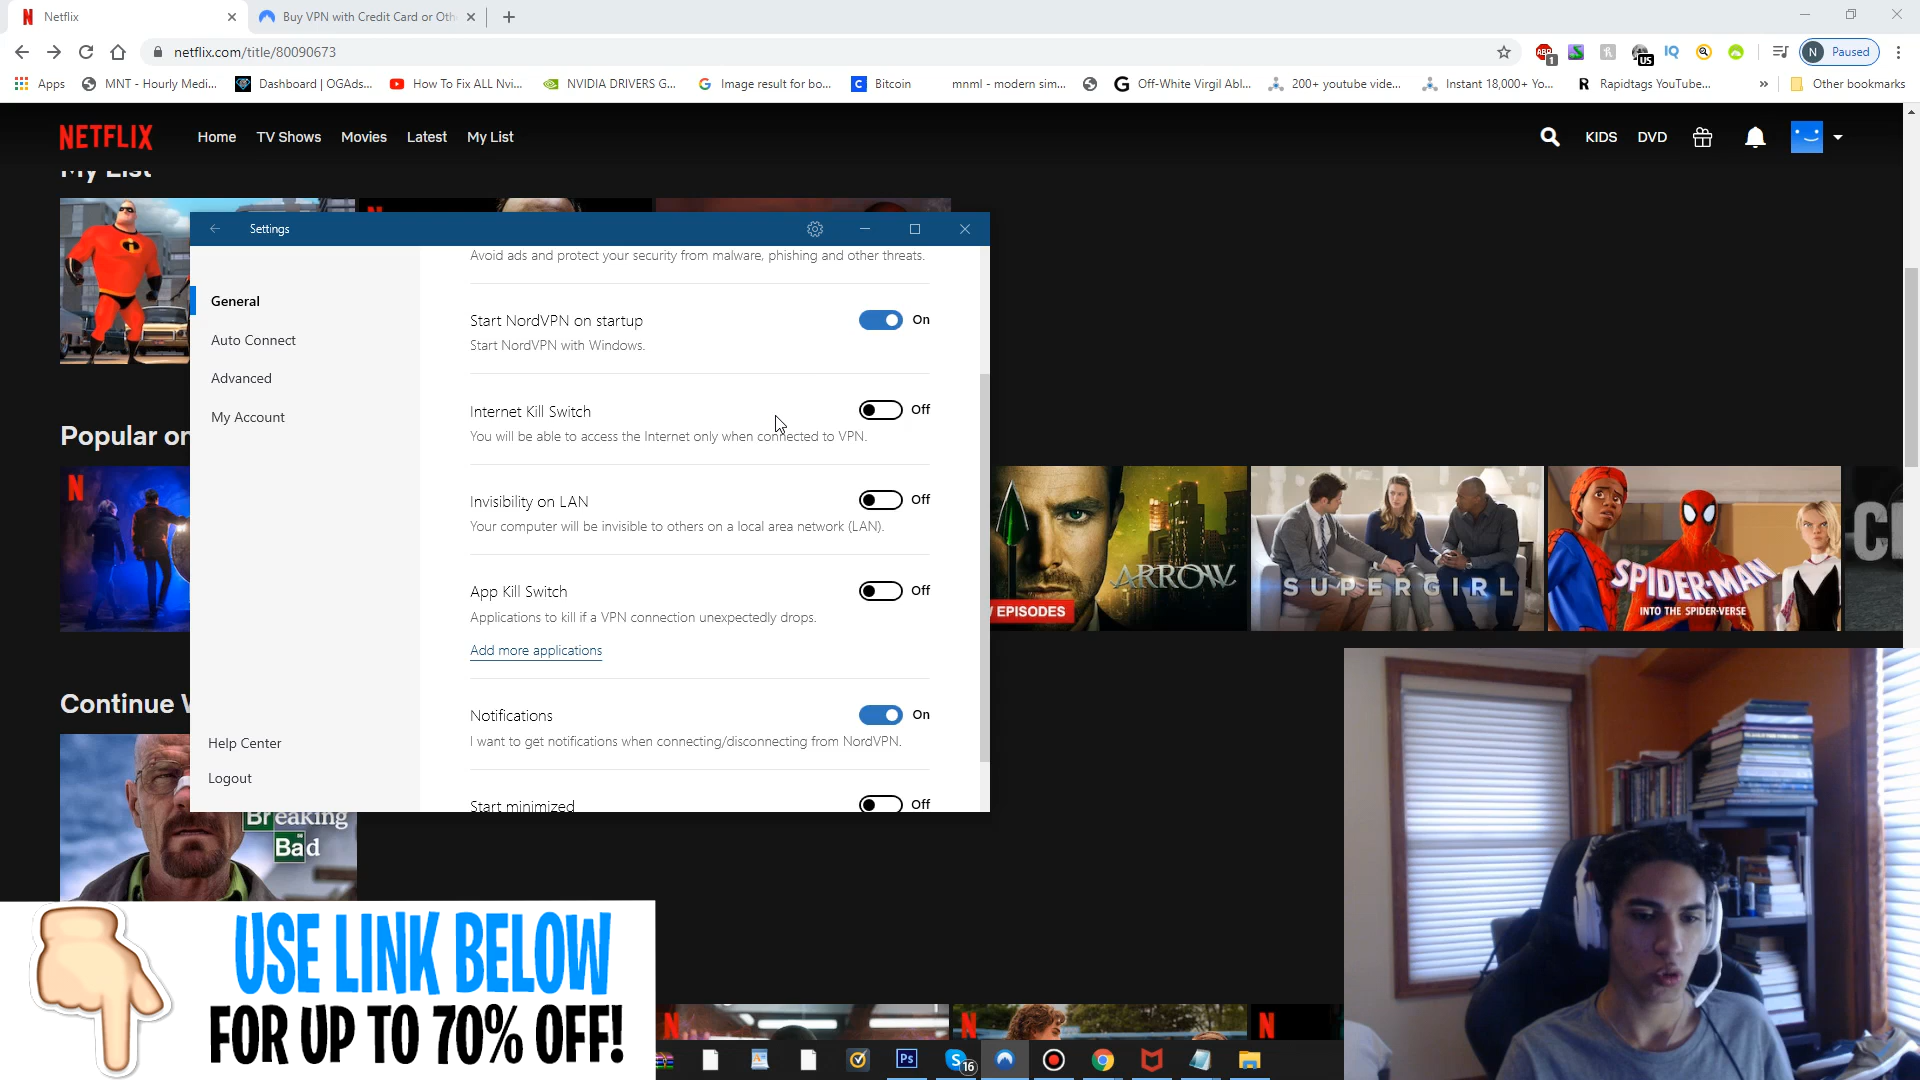 Netflix
Buy VPN with Credit Card or Oth
netflix.com/title/80090673
ABP
1
US
IQ
N
Paused
Apps
MNT - Hourly Medi...
Dashboard | OGAds...
How To Fix ALL Nvi...
NVIDIA DRIVERS G...
Image result for bo...
Bitcoin
mnml - modern sim...
Off-White Virgil Abl...
200+ youtube vide...
Instant 18,000+ Yo...
Rapidtags YouTube...
»
Other bookmarks
NETFLIX
Home
TV Shows
Movies
Latest
My List
KIDS
DVD
My List
Settings
Avoid ads and protect your security from malware, phishing and other threats.
General
Auto Connect
Advanced
My Account
Help Center
Logout
Start NordVPN on startup
On
Start NordVPN with Windows.
Internet Kill Switch
Off
You will be able to access the Internet only when connected to VPN.
Invisibility on LAN
Off
Your computer will be invisible to others on a local area network (LAN).
App Kill Switch
Off
Applications to kill if a VPN connection unexpectedly drops.
Add more applications
Notifications
On
I want to get notifications when connecting/disconnecting from NordVPN.
Start minimized
Off
Popular on
N
ARROW
EPISODES
SUPERGIRL
SPIDER-MAN
INTO THE SPIDER-VERSE
Continue
Breaking
Bad
USE LINK BELOW
FOR UP TO 70% OFF!
N
N
N
Ps
S
16